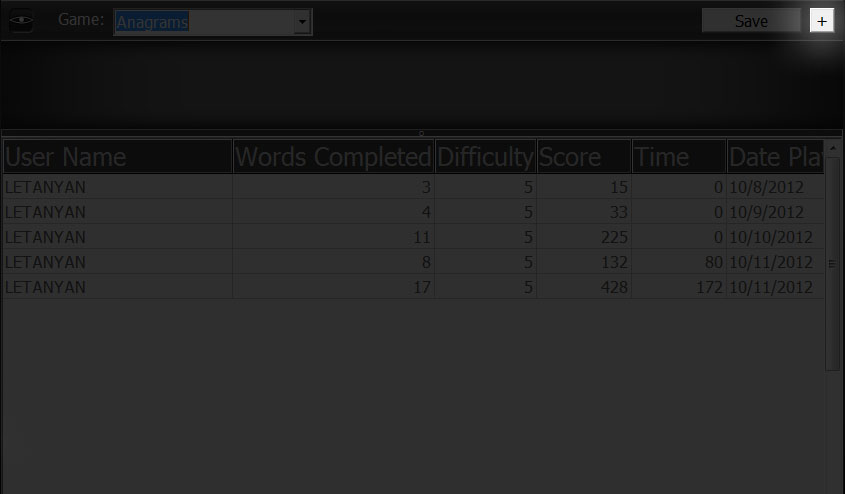 Game: Anagrams Save +
User Name Words Completed Difficulty Score Time Date Play
LETANYAN 3 5 15 0 10/8/2012
LETANYAN 4 5 33 0 10/9/2012
LETANYAN 11 5 225 0 10/10/2012
LETANYAN 8 5 132 80 10/11/2012
LETANYAN 17 5 428 172 10/11/2012